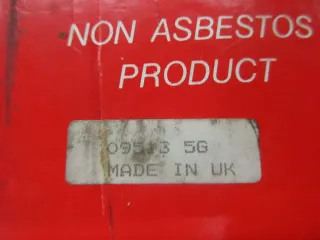 NON ASBESTOS
PRODUCT
09513 5G
MADE IN UK